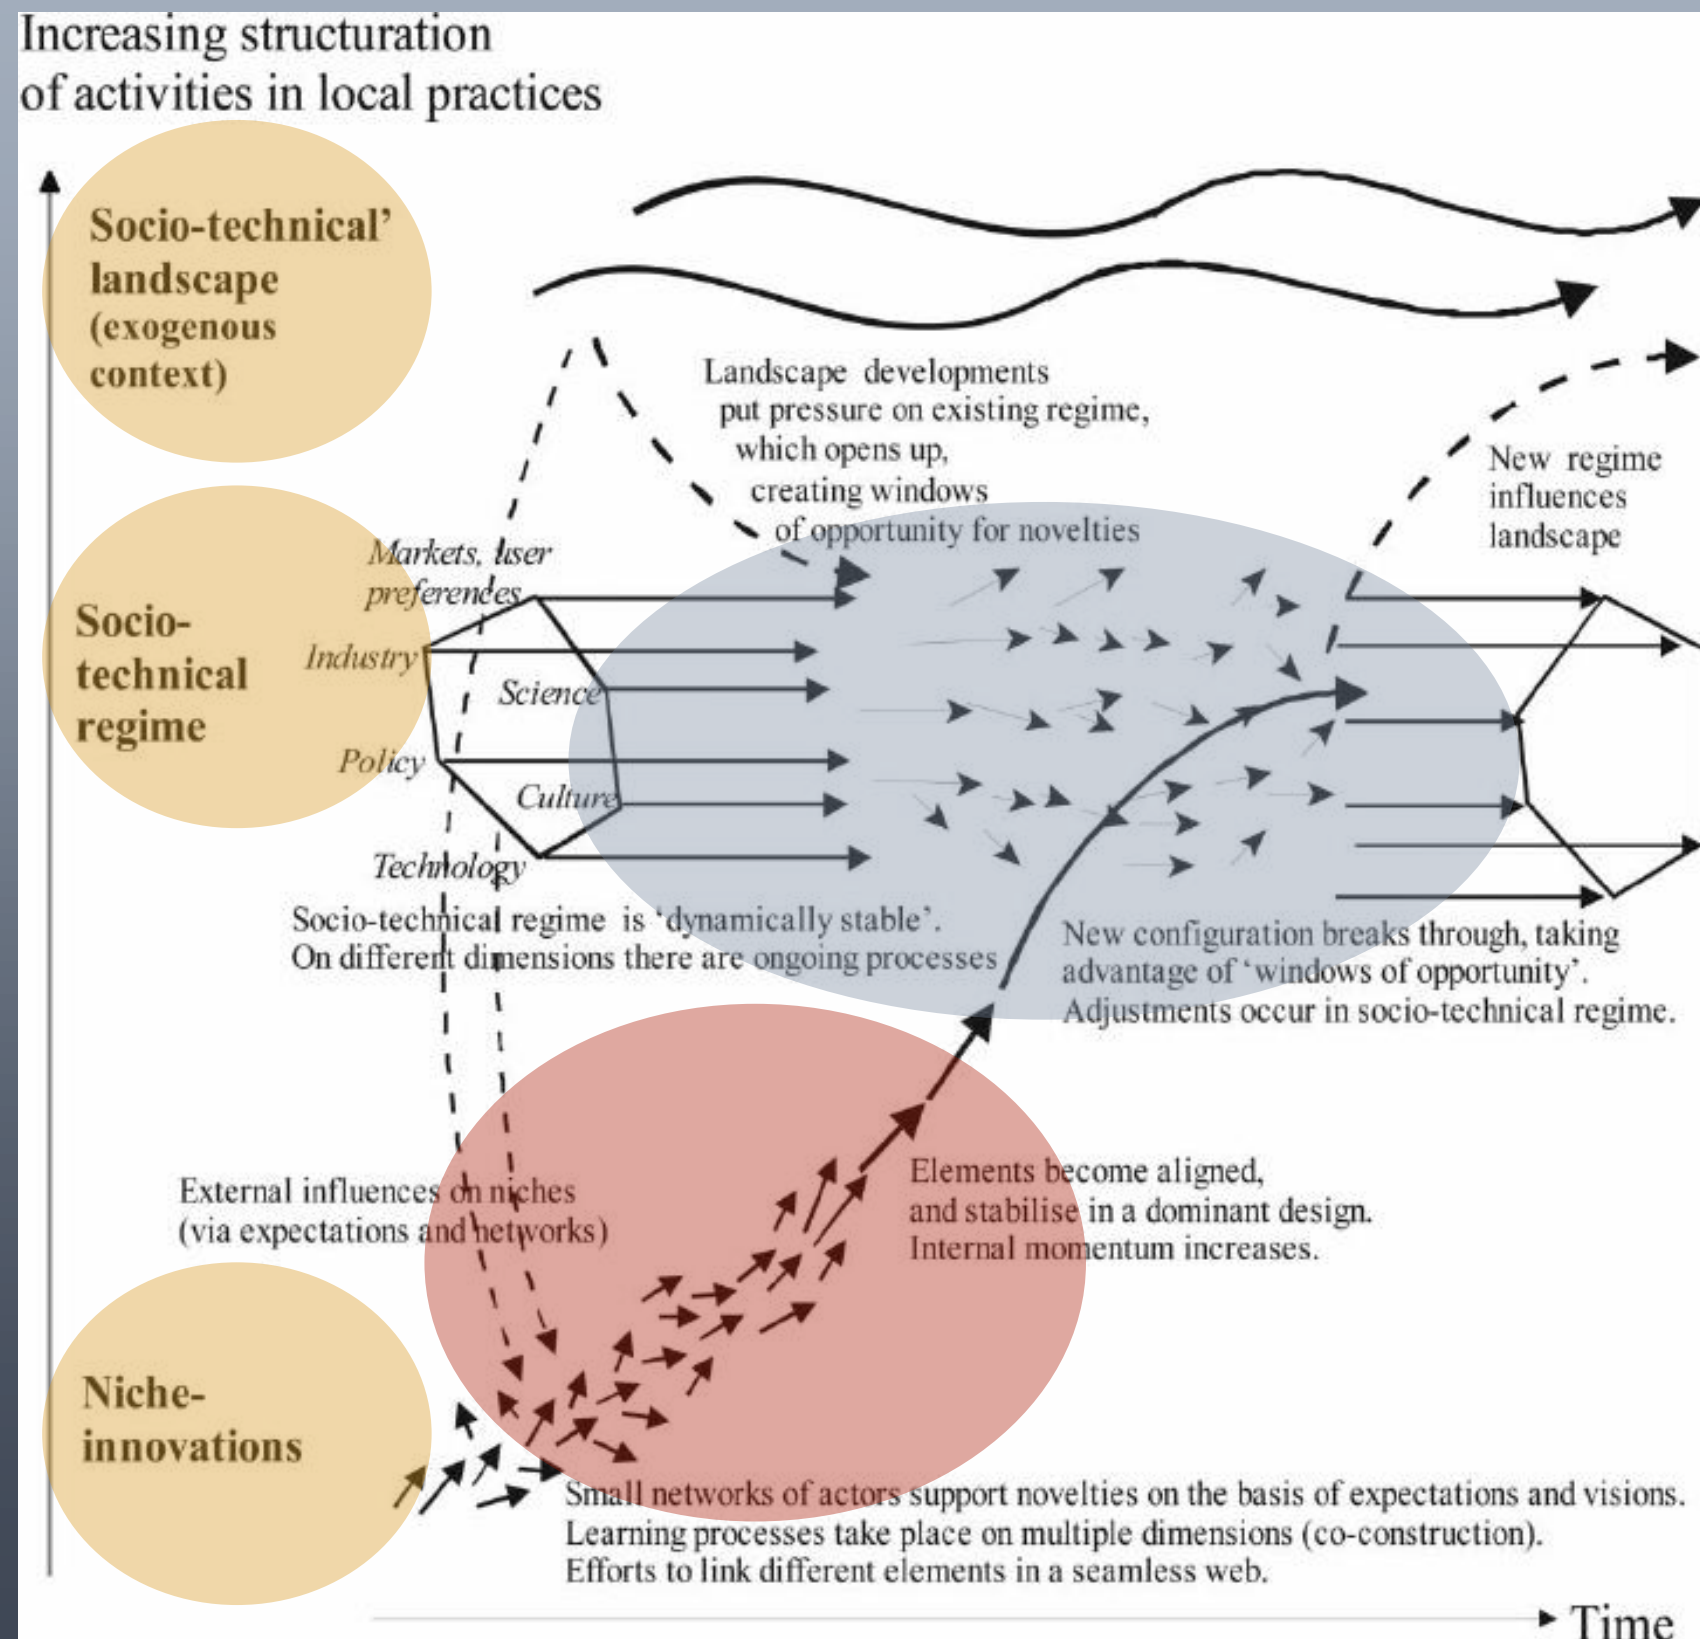 Increasing structuration
of activities in local practices
Socio-technical’
landscape
(exogenous
context)
Landscape developments
put pressure on existing regime,
which opens up,
creating windows
of opportunity for novelties
New regime
influences
landscape
Markets, user
preferences
Socio-
technical
regime
Industry
Science
Policy
Culture
Technology
Socio-technical regime is ‘dynamically stable’.
On different dimensions there are ongoing processes
New configuration breaks through, taking
advantage of ‘windows of opportunity’.
Adjustments occur in socio-technical regime.
External influences on niches
(via expectations and networks)
Elements become aligned,
and stabilise in a dominant design.
Internal momentum increases.
Niche-
innovations
Small networks of actors support novelties on the basis of expectations and visions.
Learning processes take place on multiple dimensions (co-construction).
Efforts to link different elements in a seamless web.
Time